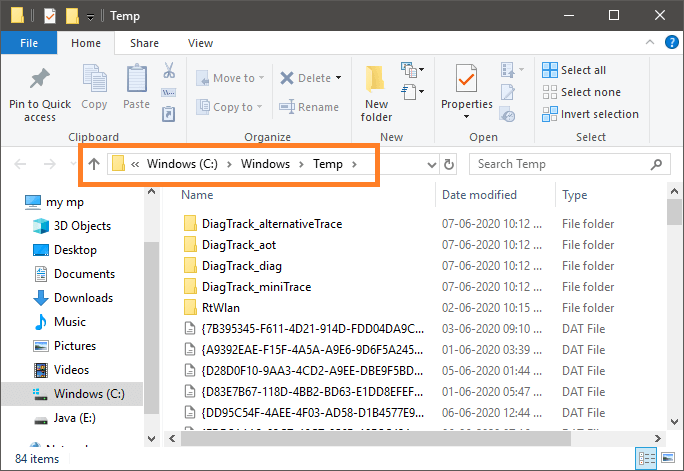 Temp
File Home Share View
Pin to Quick access
Copy
Paste
Clipboard
Move to
Copy to
Delete
Rename
Organize
New folder
New
Properties
Open
Select all
Select none
Invert selection
Select
« Windows (C:) > Windows > Temp >
Search Temp
my mp
3D Objects
Desktop
Documents
Downloads
Music
Pictures
Videos
Windows (C:)
Java (E:)
Name Date modified Type
DiagTrack_alternativeTrace 07-06-2020 10:12 ... File folder
DiagTrack_aot 07-06-2020 10:12 ... File folder
DiagTrack_diag 07-06-2020 10:12 ... File folder
DiagTrack_miniTrace 07-06-2020 10:12 ... File folder
RtWlan 02-06-2020 10:15 ... File folder
{7B395345-F611-4D21-914D-FDD04DA9C... 03-06-2020 09:10 ... DAT File
{A9392EAE-F15F-4A5A-A9E6-9D6F5A245... 01-06-2020 03:39 ... DAT File
{D28D0F10-9AA3-4CD2-A9EE-DBE9F5BD... 05-06-2020 01:44 ... DAT File
{D83E7B67-118D-4BB2-BD63-E1DD8EFEF... 01-06-2020 05:47 ... DAT File
{DD95C54F-4AEE-4F03-AD58-D1B4577E9... 06-06-2020 12:44 ... DAT File
84 items